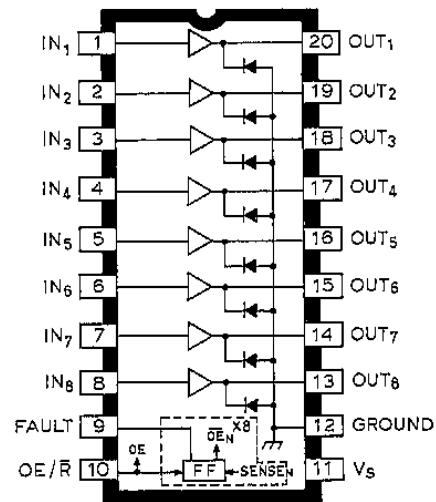 IN1 1 20 OUT1
IN2 2 19 OUT2
IN3 3 18 OUT3
IN4 4 17 OUT4
IN5 5 16 OUT5
IN6 6 15 OUT6
IN7 7 14 OUT7
IN8 8 13 OUT8
X8
FAULT 9 12 GROUND
OE O̅E̅N
OE/R̅ 10 FF SENSEN 11 VS